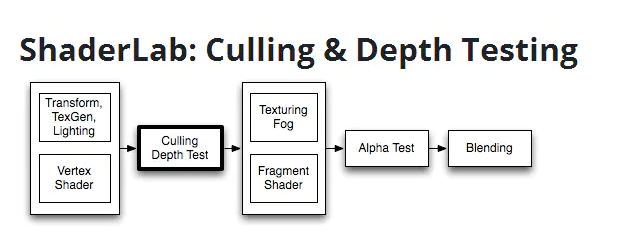 ShaderLab: Culling & Depth Testing
Transform,
TexGen,
Lighting
Vertex
Shader
Culling
Depth Test
Texturing
Fog
Fragment
Shader
Alpha Test
Blending